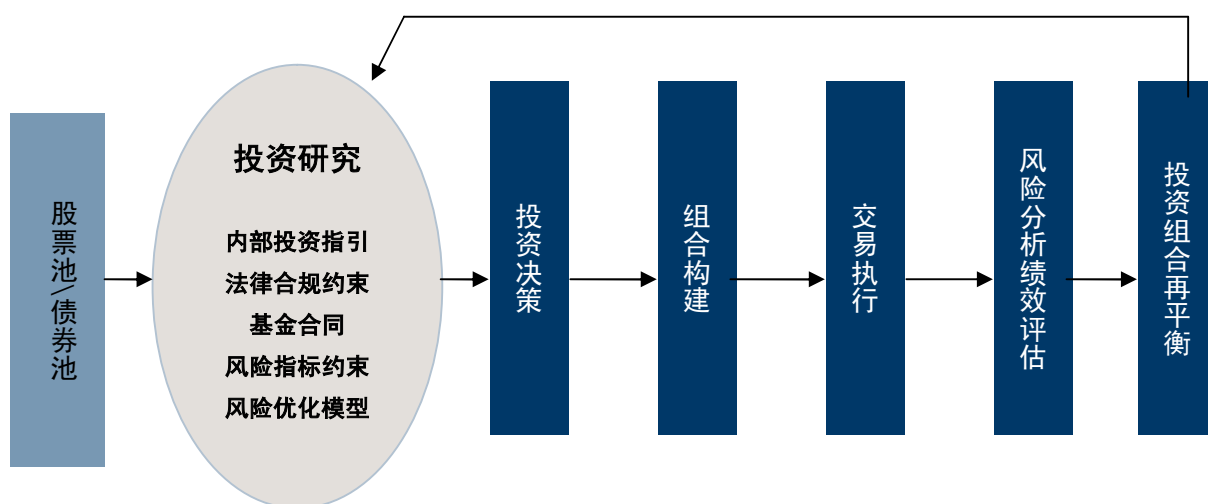 股票池/债券池
投资研究
内部投资指引
法律合规约束
基金合同
风险指标约束
风险优化模型
投资决策
组合构建
交易执行
风险分析绩效评估
投资组合再平衡